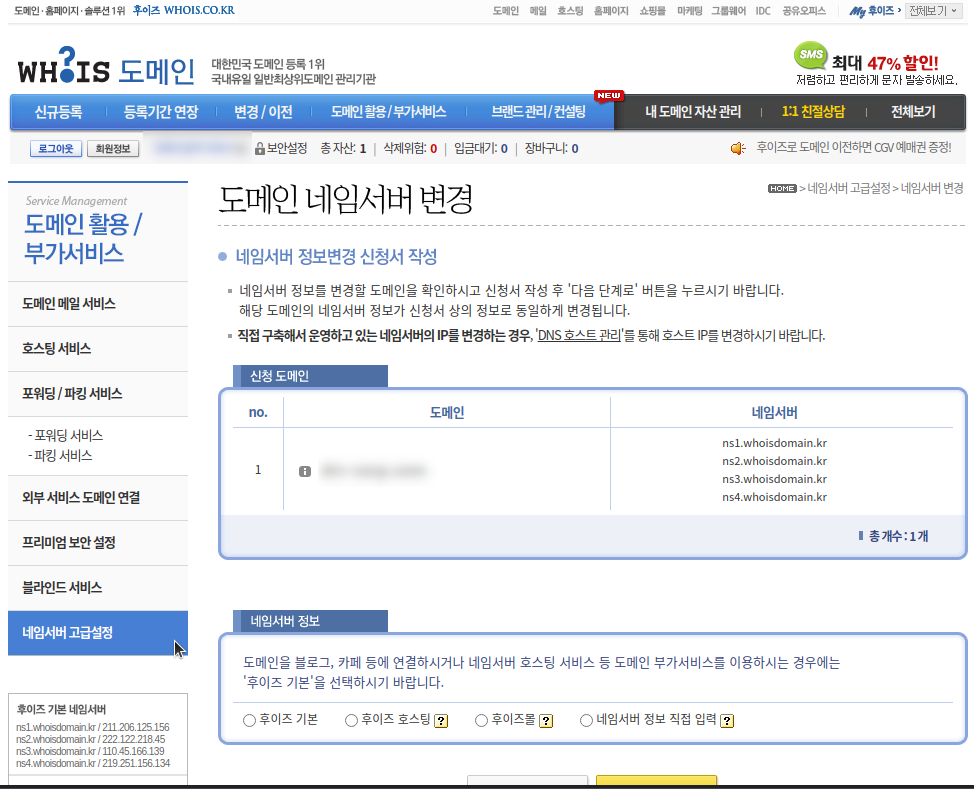 도메인 · 홈페이지 · 솔루션 1위 후이즈 WHOIS.CO.KR
도메인 메일 호스팅 홈페이지 쇼핑몰 마케팅 그룹웨어 IDC 공유오피스 My 후이즈 전체보기
WH?IS 도메인
대한민국 도메인 등록 1위
국내유일 일반최상위도메인 관리기관
SMS 최대 47% 할인!
저렴하고 편리하게 문자 발송하세요.
NEW
신규등록 등록기간 연장 변경 / 이전 도메인 활용 / 부가서비스 브랜드 관리 / 컨설팅 내 도메인 자산 관리 1:1 친절상담 전체보기
로그아웃 회원정보 보안설정 총 자산: 1 | 삭제위험: 0 | 입금대기: 0 | 장바구니: 0 후이즈로 도메인 이전하면 CGV 예매권 증정!
Service Management
도메인 활용 /
부가서비스
도메인 메일 서비스
호스팅 서비스
포워딩 / 파킹 서비스
- 포워딩 서비스
- 파킹 서비스
외부 서비스 도메인 연결
프리미엄 보안 설정
블라인드 서비스
네임서버 고급설정
후이즈 기본 네임서버
ns1.whoisdomain.kr / 211.206.125.156
ns2.whoisdomain.kr / 222.122.218.45
ns3.whoisdomain.kr / 110.45.166.139
ns4.whoisdomain.kr / 219.251.156.134
도메인 네임서버 변경
HOME > 네임서버 고급설정 > 네임서버 변경
네임서버 정보변경 신청서 작성
네임서버 정보를 변경할 도메인을 확인하시고 신청서 작성 후 '다음 단계로' 버튼을 누르시기 바랍니다.
해당 도메인의 네임서버 정보가 신청서 상의 정보로 동일하게 변경됩니다.
직접 구축해서 운영하고 있는 네임서버의 IP를 변경하는 경우, 'DNS 호스트 관리'를 통해 호스트 IP를 변경하시기 바랍니다.
신청 도메인
no. 도메인 네임서버
1
ns1.whoisdomain.kr
ns2.whoisdomain.kr
ns3.whoisdomain.kr
ns4.whoisdomain.kr
총 개수 : 1 개
네임서버 정보
도메인을 블로그, 카페 등에 연결하시거나 네임서버 호스팅 서비스 등 도메인 부가서비스를 이용하시는 경우에는
'후이즈 기본'을 선택하시기 바랍니다.
후이즈 기본 후이즈 호스팅 ? 후이즈몰 ? 네임서버 정보 직접 입력 ?